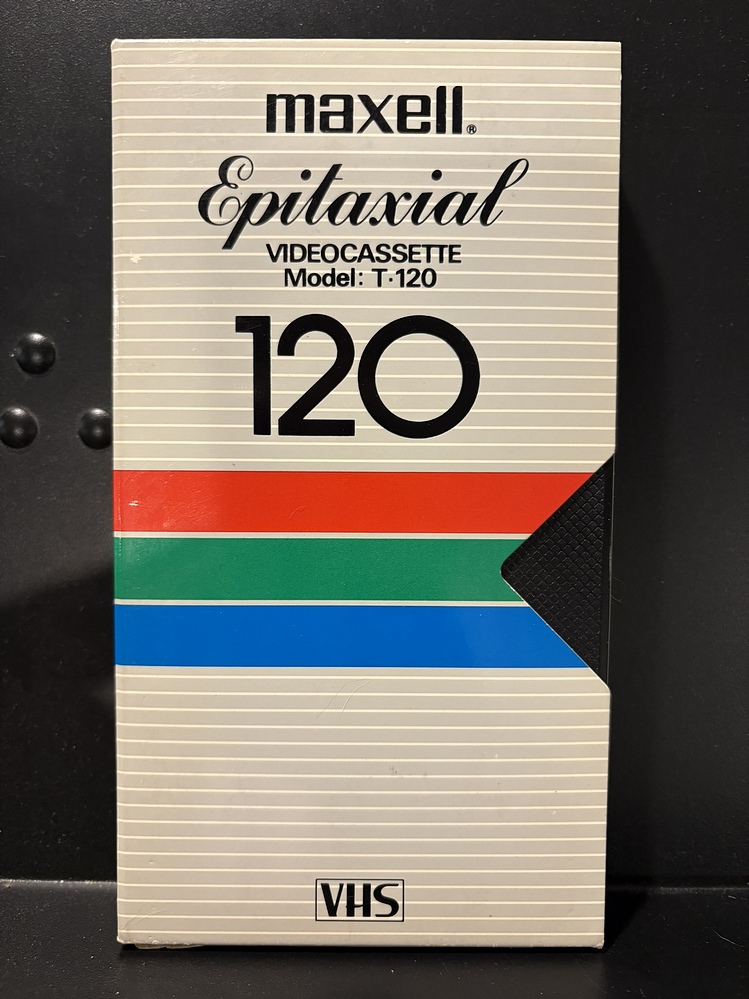 maxell®
Epitaxial
VIDEOCASSETTE
Model: T·120
120
VHS